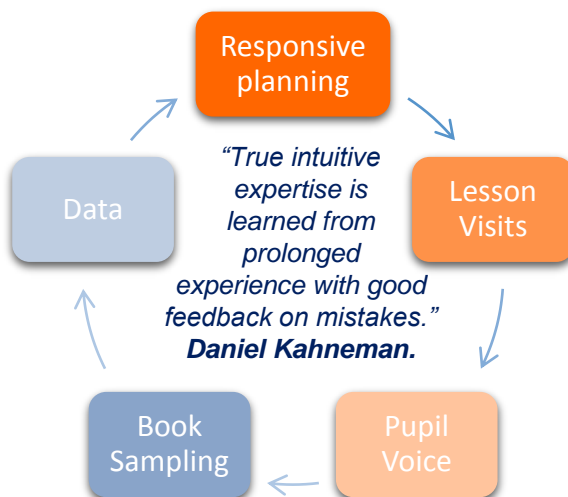 Responsive
planning
Lesson
Visits
Pupil
Voice
Book
Sampling
Data
“True intuitive
expertise is
learned from
prolonged
experience with good
feedback on mistakes.”
Daniel Kahneman.